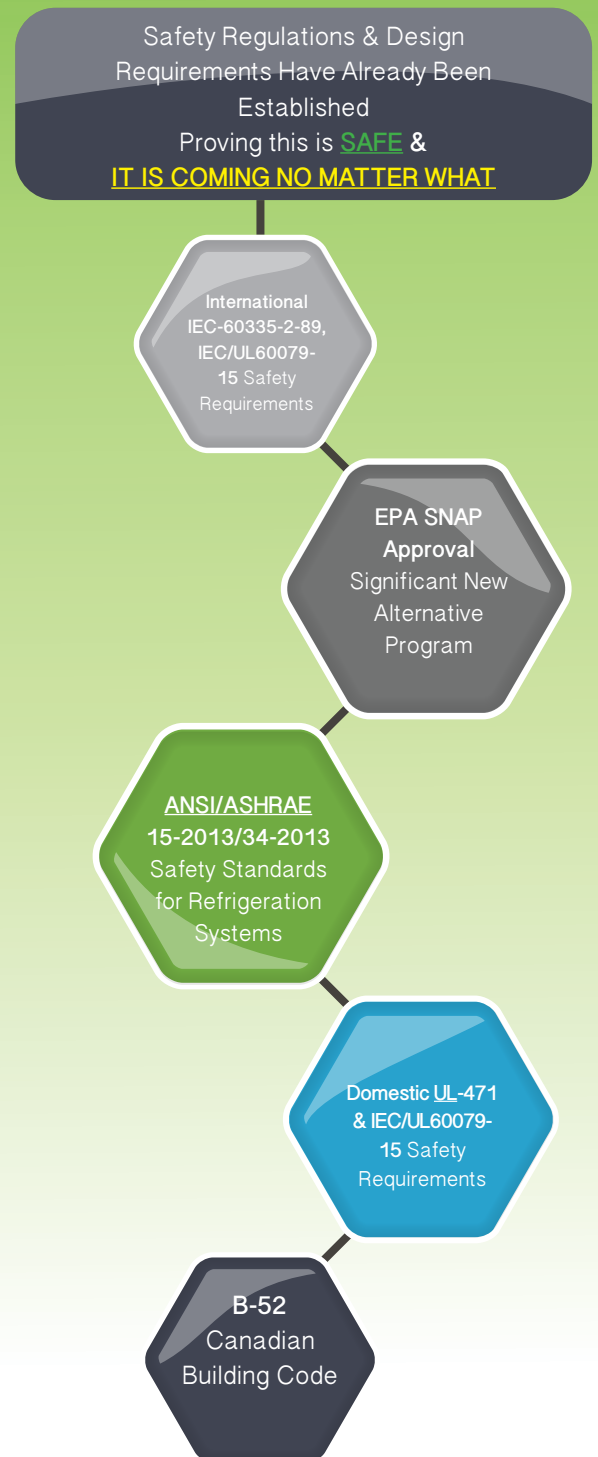 Safety Regulations & Design
Requirements Have Already Been
Established
Proving this is SAFE &
IT IS COMING NO MATTER WHAT
International
IEC-60335-2-89,
IEC/UL60079-
15 Safety
Requirements
EPA SNAP
Approval
Significant New
Alternative
Program
ANSI/ASHRAE
15-2013/34-2013
Safety Standards
for Refrigeration
Systems
Domestic UL-471
& IEC/UL60079-
15 Safety
Requirements
B-52
Canadian
Building Code